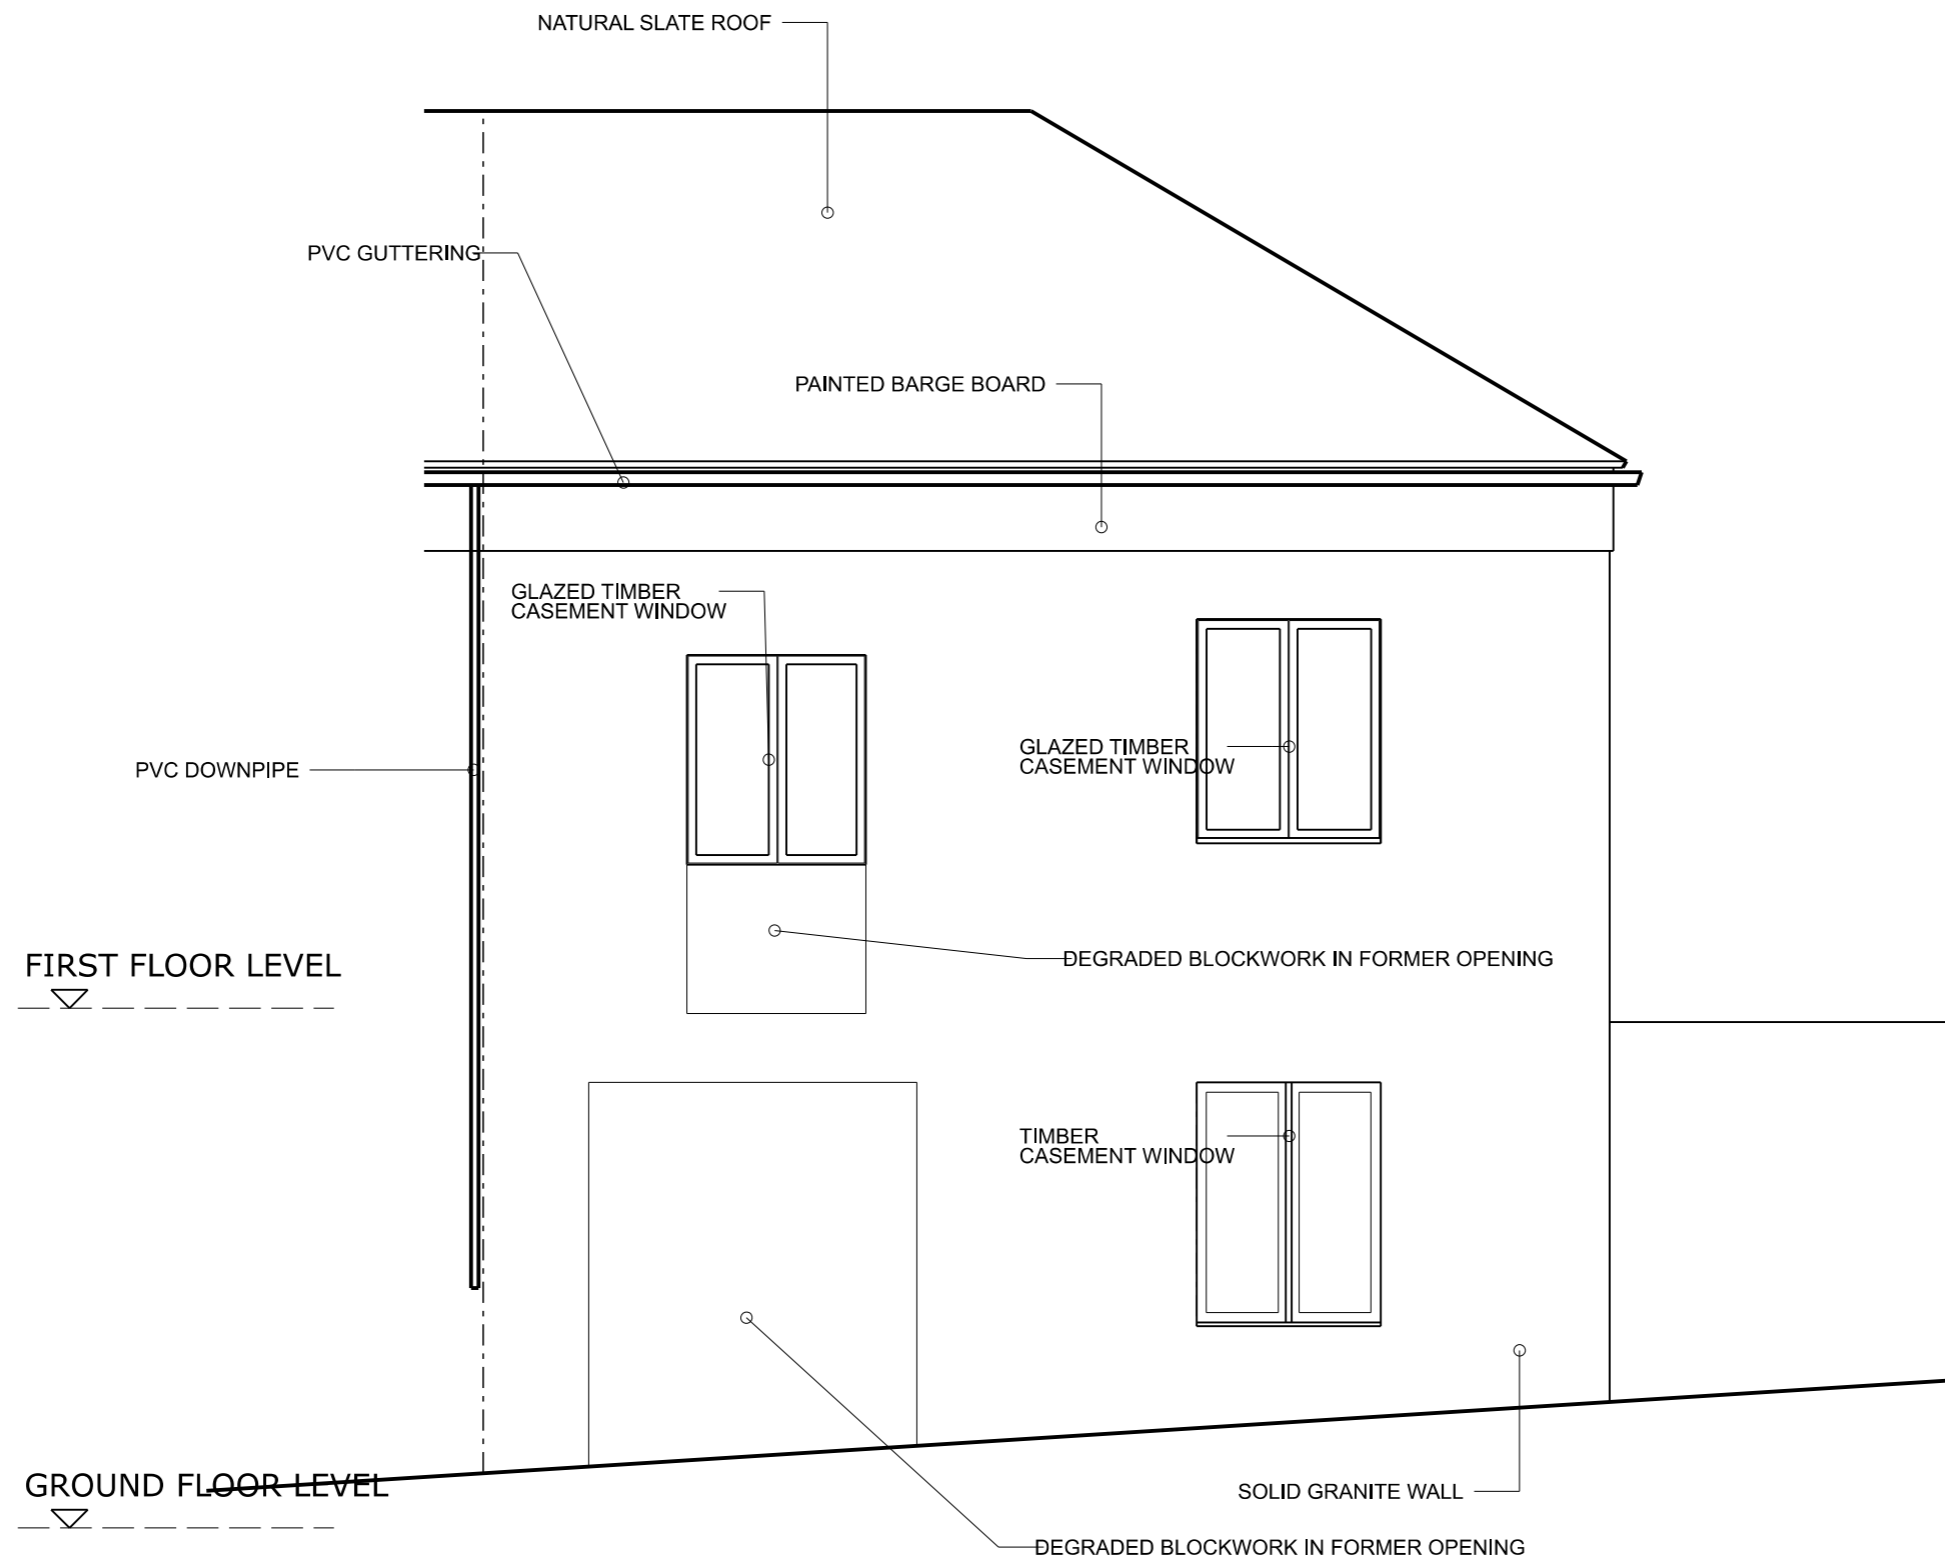 NATURAL SLATE ROOF
PVC GUTTERING
PAINTED BARGE BOARD
GLAZED TIMBER
CASEMENT WINDOW
GLAZED TIMBER
CASEMENT WINDOW
PVC DOWNPIPE
DEGRADED BLOCKWORK IN FORMER OPENING
FIRST FLOOR LEVEL
TIMBER
CASEMENT WINDOW
GROUND FLOOR LEVEL
SOLID GRANITE WALL
DEGRADED BLOCKWORK IN FORMER OPENING